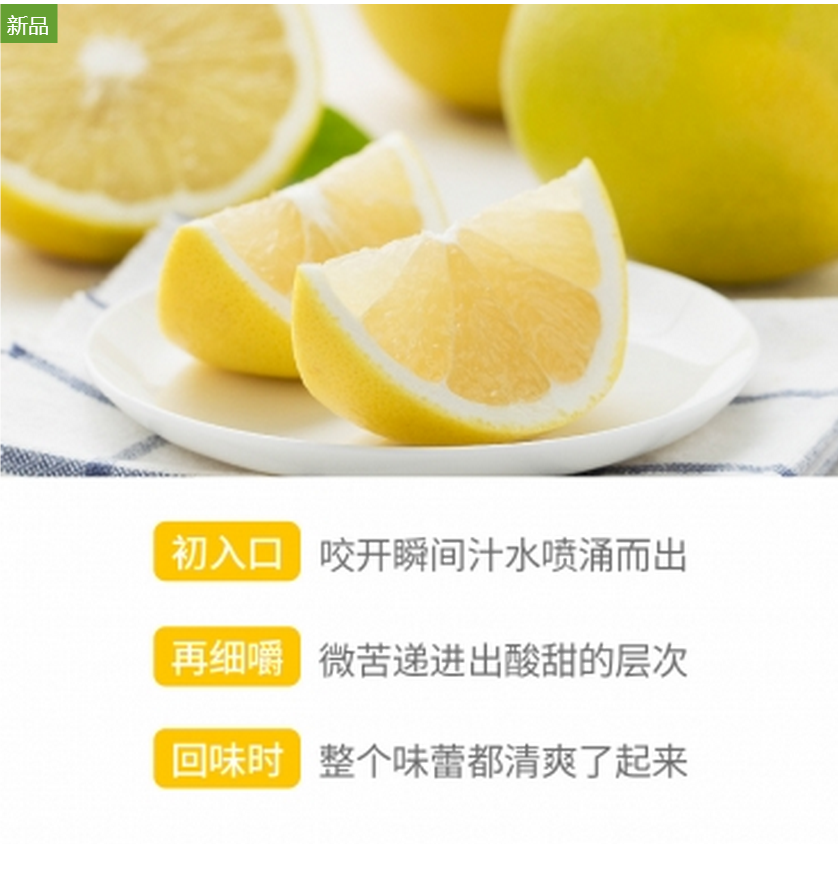 新品
初入口 咬开瞬间汁水喷涌而出
再细嚼 微苦递进出酸甜的层次
回味时 整个味蕾都清爽了起来